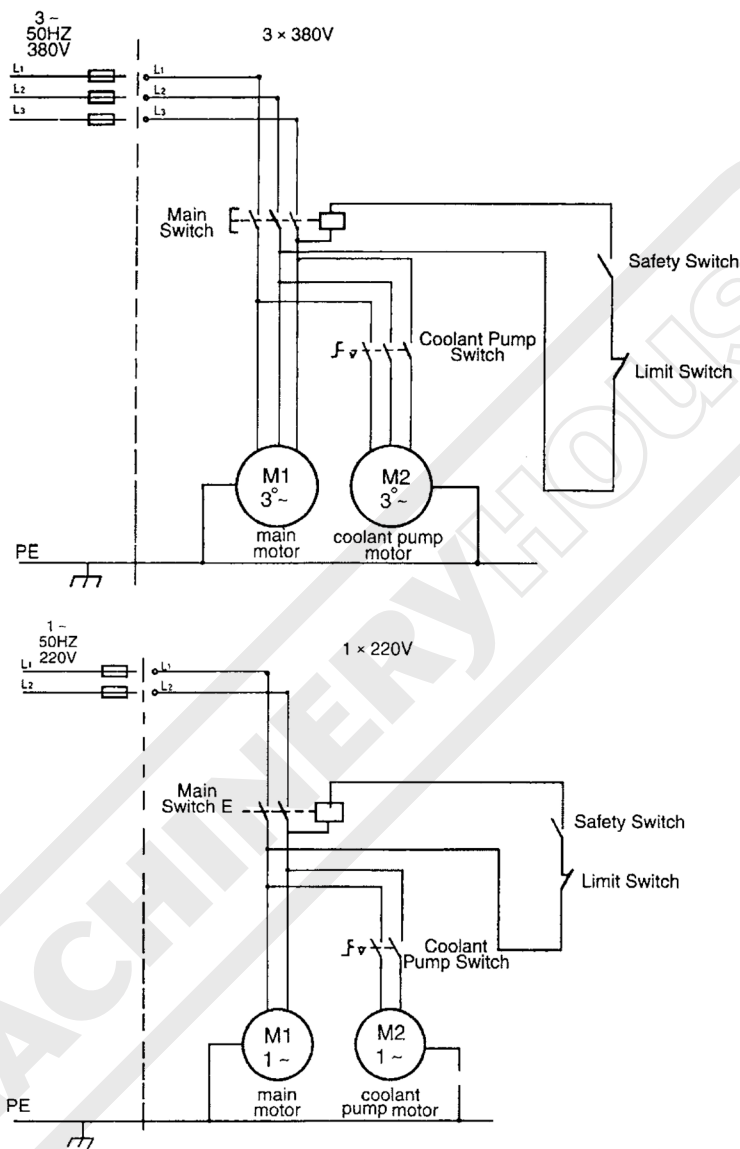 3 ~
50HZ
380V
3 × 380V
L1
L1
L2
L2
L3
L3
Main
Switch
Safety Switch
Coolant Pump
Switch
Limit Switch
M1
3~
M2
3~
main
motor
coolant pump
motor
PE
1 ~
50HZ
220V
1 × 220V
L1
L1
L2
L2
Main
Switch E
Safety Switch
Limit Switch
Coolant
Pump Switch
M1
1 ~
M2
1 ~
main
motor
coolant
pump motor
PE
MACHINERYHOUSE